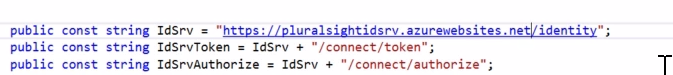 public const string IdSrv = "https://pluralsightidsrv.azurewebsites.net/identity";
public const string IdSrvToken = IdSrv + "/connect/token";
public const string IdSrvAuthorize = IdSrv + "/connect/authorize";